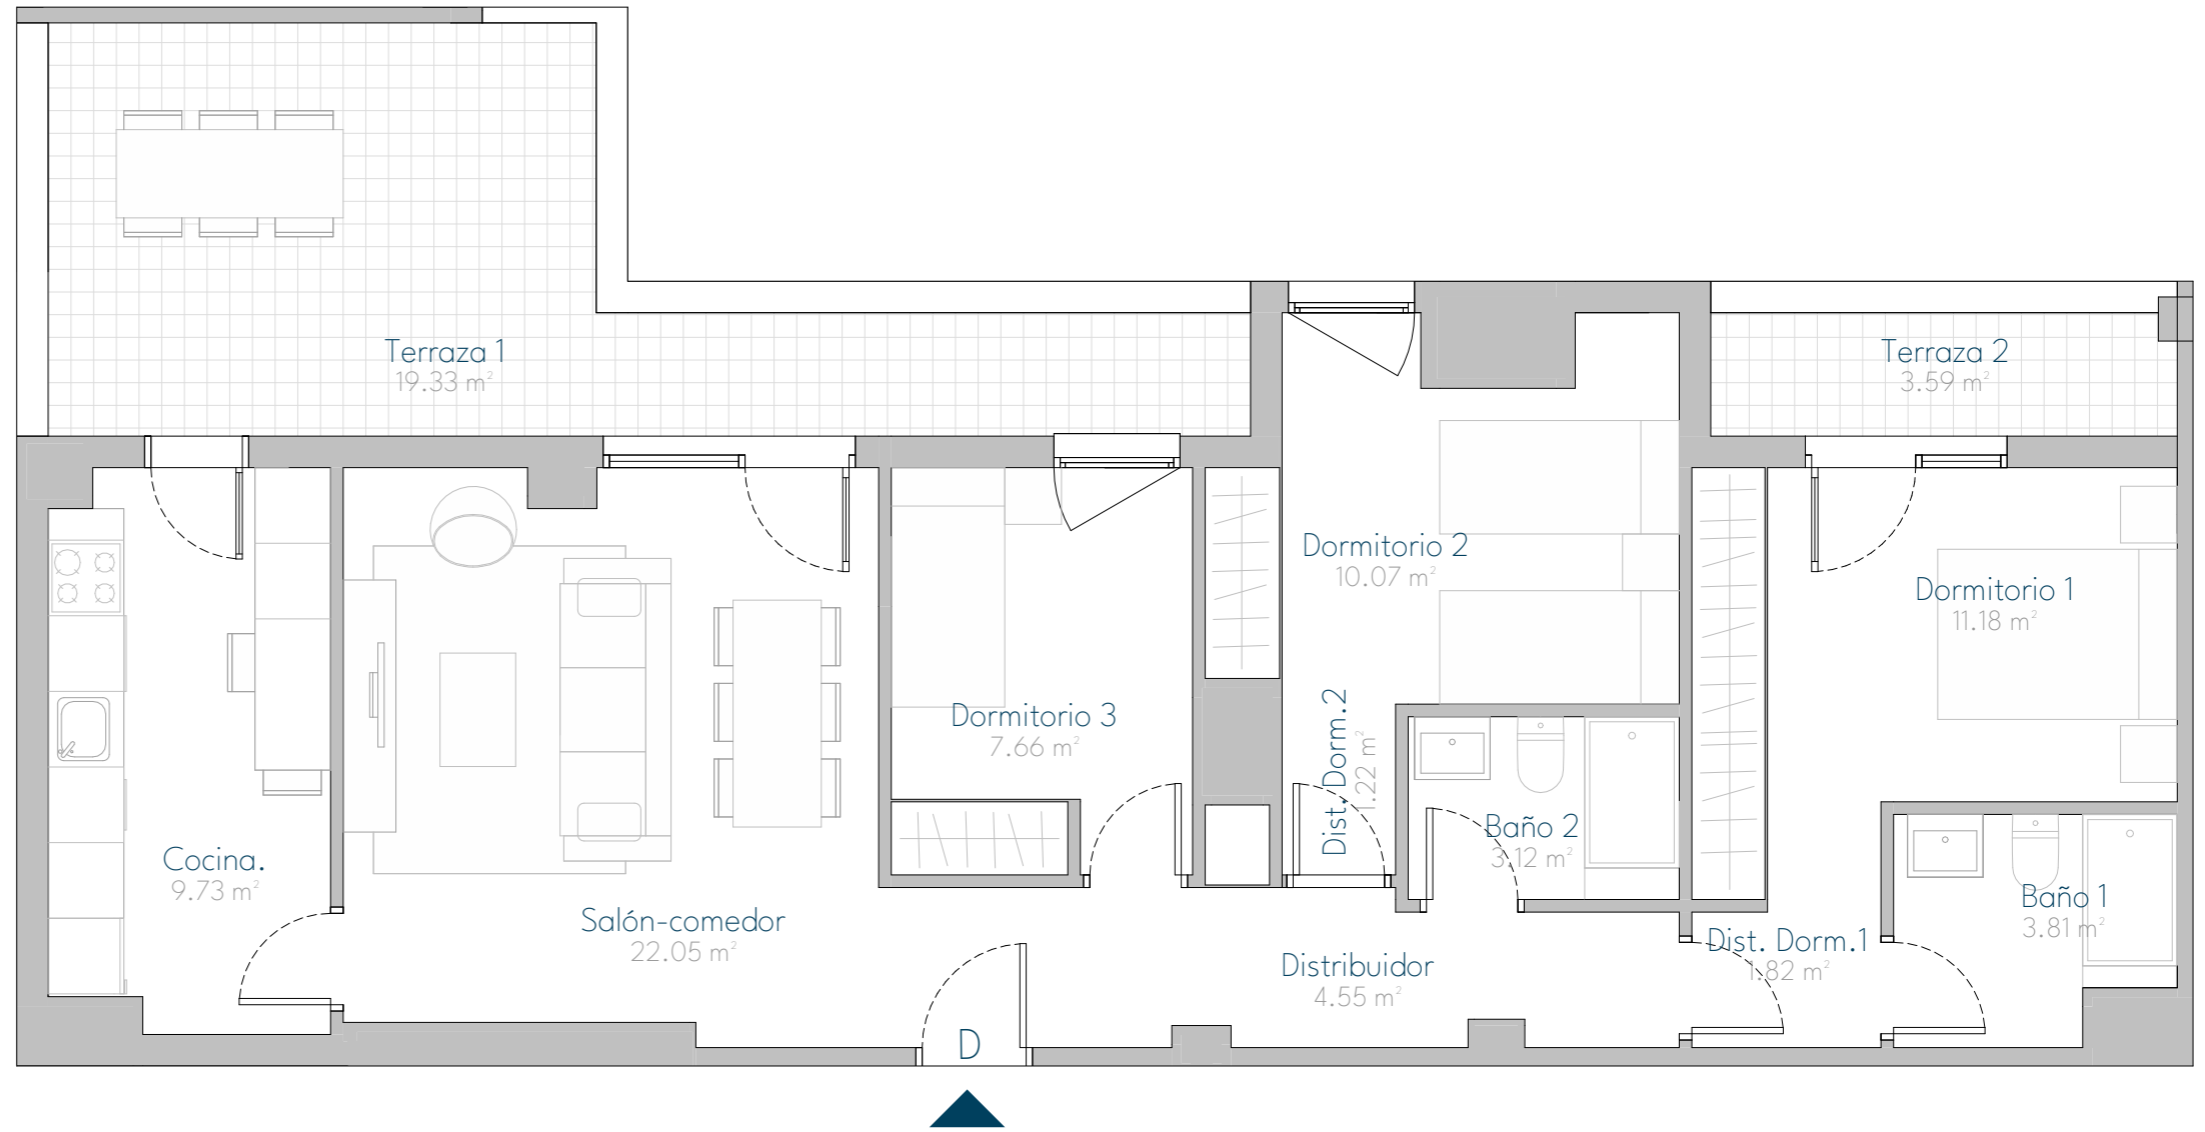 Terraza 1
19.33 m²
Terraza 2
3.59 m²
Dormitorio 2
10.07 m²
Dormitorio 1
11.18 m²
Dormitorio 3
7.66 m²
Dist. Dorm.2
1.22 m²
Baño 2
3.12 m²
Cocina.
9.73 m²
Baño 1
3.81 m²
Salón-comedor
22.05 m²
Dist. Dorm.1
1.82 m²
Distribuidor
4.55 m²
D